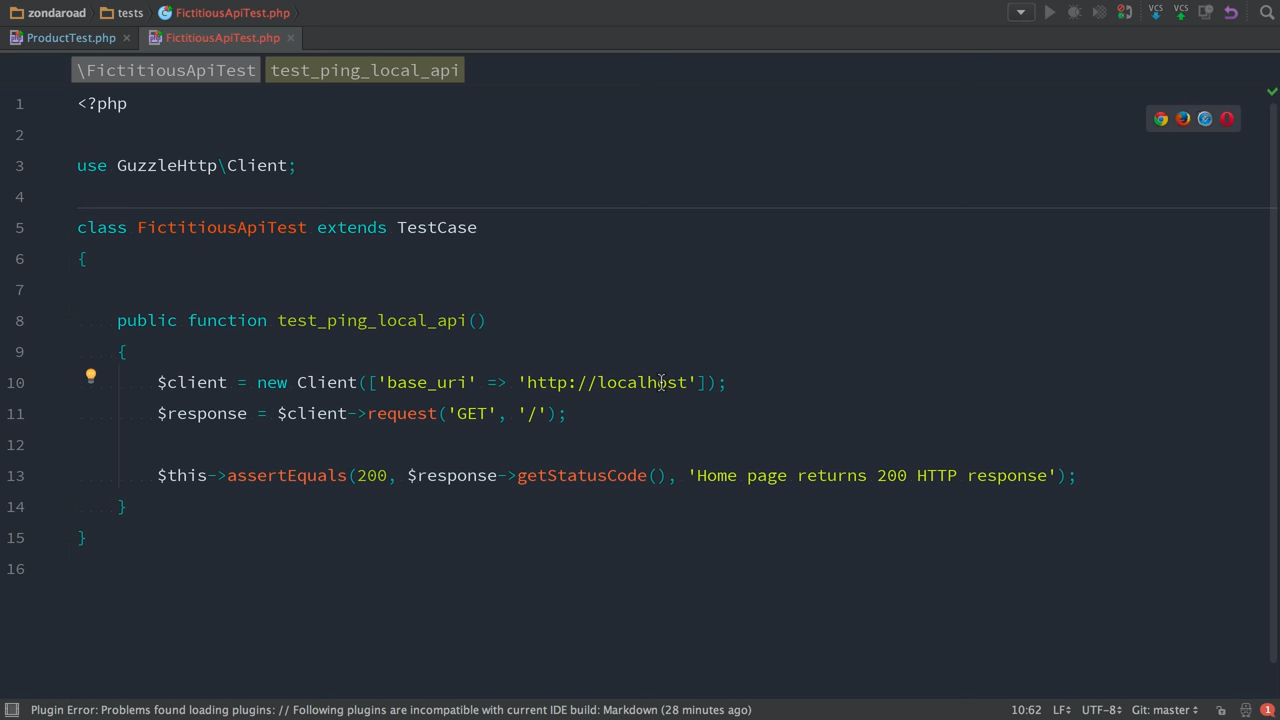 zondaroad tests FictitiousApiTest.php
ProductTest.php FictitiousApiTest.php
\FictitiousApiTest test_ping_local_api
1 <?php
2
3 use GuzzleHttp\Client;
4
5 class FictitiousApiTest extends TestCase
6 {
7
8 public function test_ping_local_api()
9 {
10 $client = new Client(['base_uri' => 'http://localhost']);
11 $response = $client->request('GET', '/');
12
13 $this->assertEquals(200, $response->getStatusCode(), 'Home page returns 200 HTTP response');
14 }
15 }
16
Plugin Error: Problems found loading plugins: // Following plugins are incompatible with current IDE build: Markdown (28 minutes ago) 10:62 LF UTF-8 Git: master 1